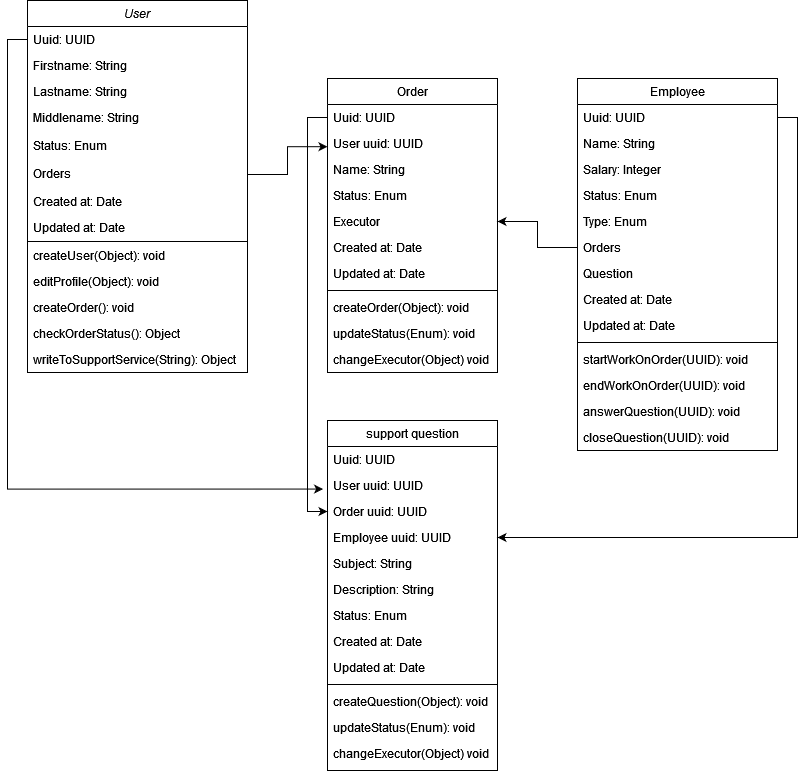 User
Uuid: UUID
Firstname: String
Lastname: String
Middlename: String
Status: Enum
Orders
Created at: Date
Updated at: Date
createUser(Object): void
editProfile(Object): void
createOrder(): void
checkOrderStatus(): Object
writeToSupportService(String): Object
Order
Uuid: UUID
User uuid: UUID
Name: String
Status: Enum
Executor
Created at: Date
Updated at: Date
createOrder(Object): void
updateStatus(Enum): void
changeExecutor(Object) void
Employee
Uuid: UUID
Name: String
Salary: Integer
Status: Enum
Type: Enum
Orders
Question
Created at: Date
Updated at: Date
startWorkOnOrder(UUID): void
endWorkOnOrder(UUID): void
answerQuestion(UUID): void
closeQuestion(UUID): void
support question
Uuid: UUID
User uuid: UUID
Order uuid: UUID
Employee uuid: UUID
Subject: String
Description: String
Status: Enum
Created at: Date
Updated at: Date
createQuestion(Object): void
updateStatus(Enum): void
changeExecutor(Object) void